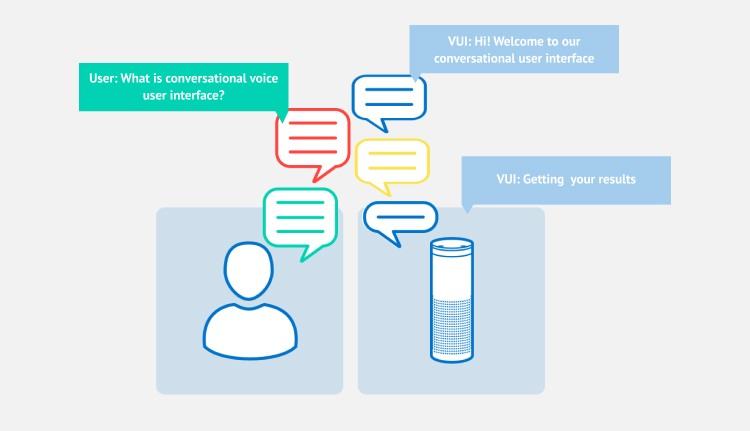 VUI: Hi! Welcome to our
conversational user interface
User: What is conversational voice
user interface?
VUI: Getting your results